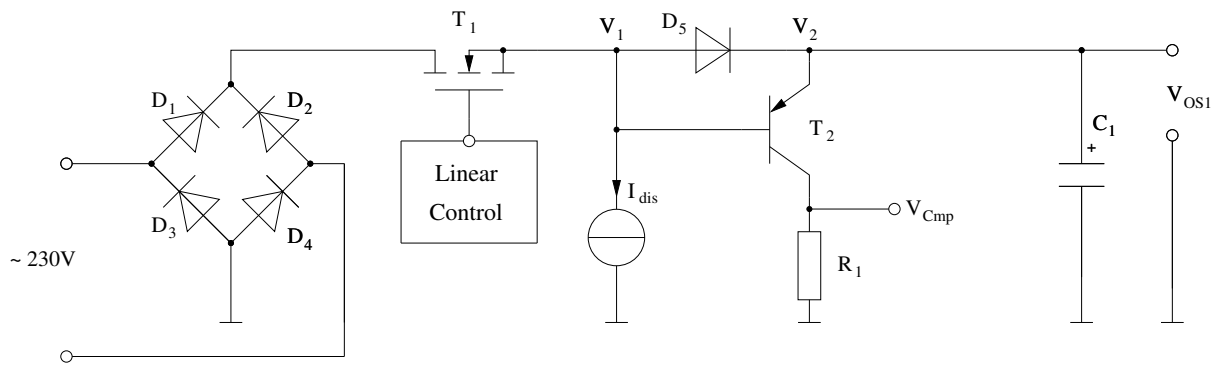 T1
V1
D5
V2
D1
D2
VOS1
T2
C1
+
Linear
Control
Idis
D3
D4
VCmp
~ 230V
R1